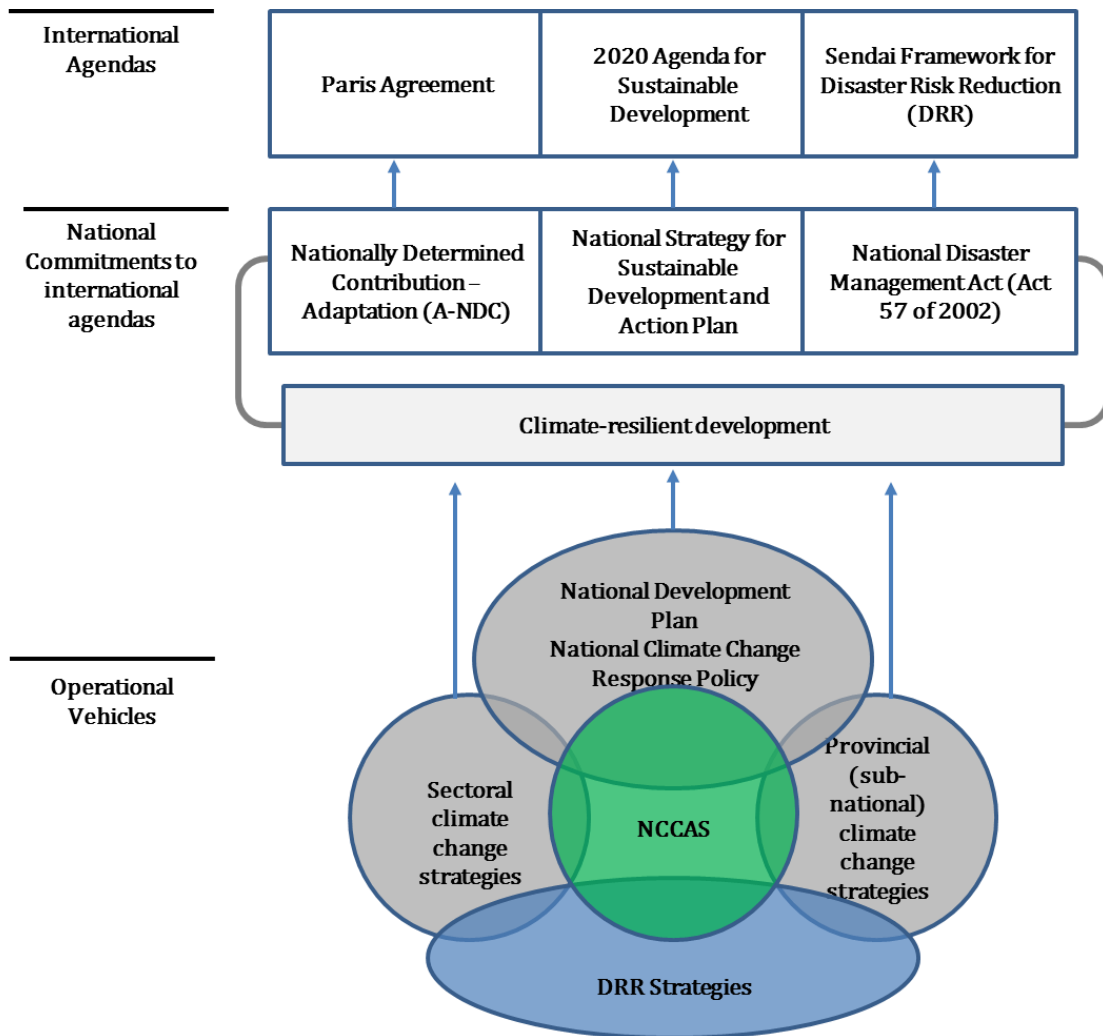 International
Agendas
Paris Agreement
2020 Agenda for
Sustainable
Development
Sendai Framework for
Disaster Risk Reduction
(DRR)
National
Commitments to
international
agendas
Nationally Determined
Contribution –
Adaptation (A-NDC)
National Strategy for
Sustainable
Development and
Action Plan
National Disaster
Management Act (Act
57 of 2002)
Climate-resilient development
Operational
Vehicles
National Development
Plan
National Climate Change
Response Policy
Sectoral
climate
change
strategies
NCCAS
Provincial
(sub-
national)
climate
change
strategies
DRR Strategies